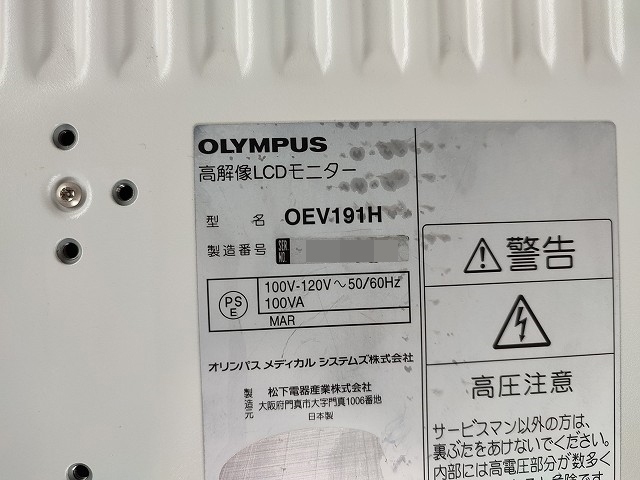 OLYMPUS
高解像LCDモニター
型 名 OEV191H
製造番号 SER NO.
PS E
100V-120V～50/60Hz
100VA
MAR
オリンパス メディカル システムズ株式会社
製造元
松下電器産業株式会社
大阪府門真市大字門真1006番地
日本製
警告
高圧注意
サービスマン以外の方は、
裏ぶたをあけないでください。
内部には高電圧部分が数多く